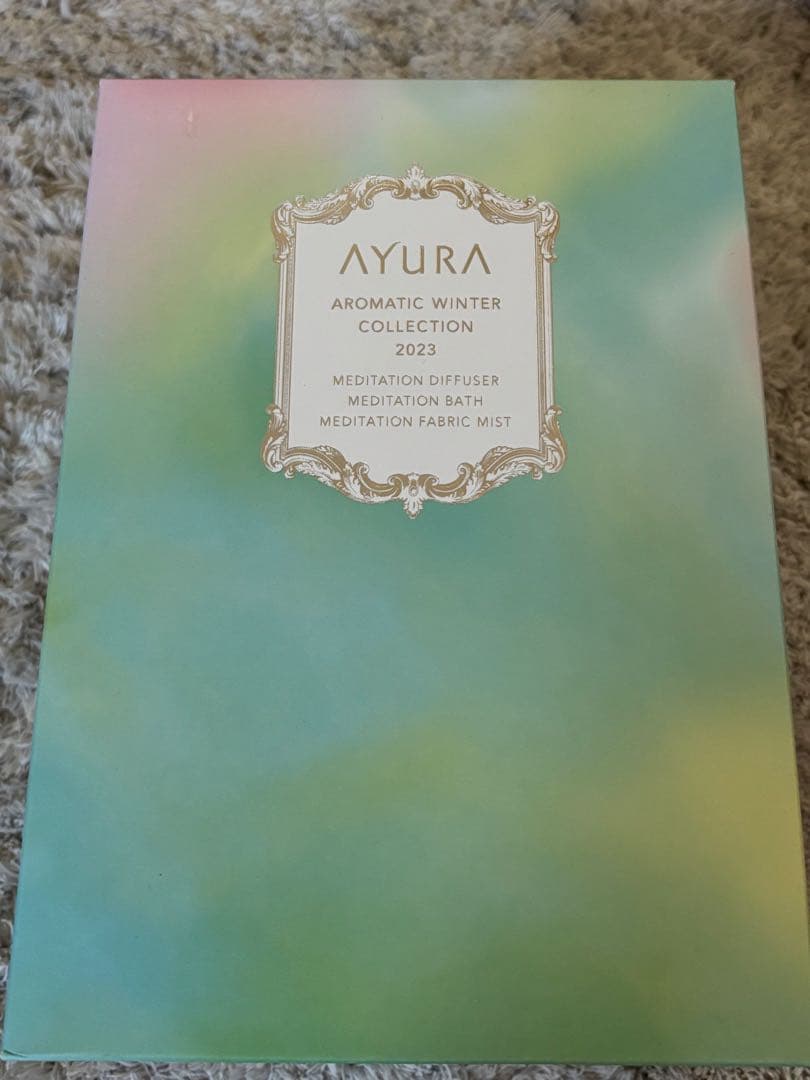 AYURA
AROMATIC WINTER
COLLECTION
2023
MEDITATION DIFFUSER
MEDITATION BATH
MEDITATION FABRIC MIST